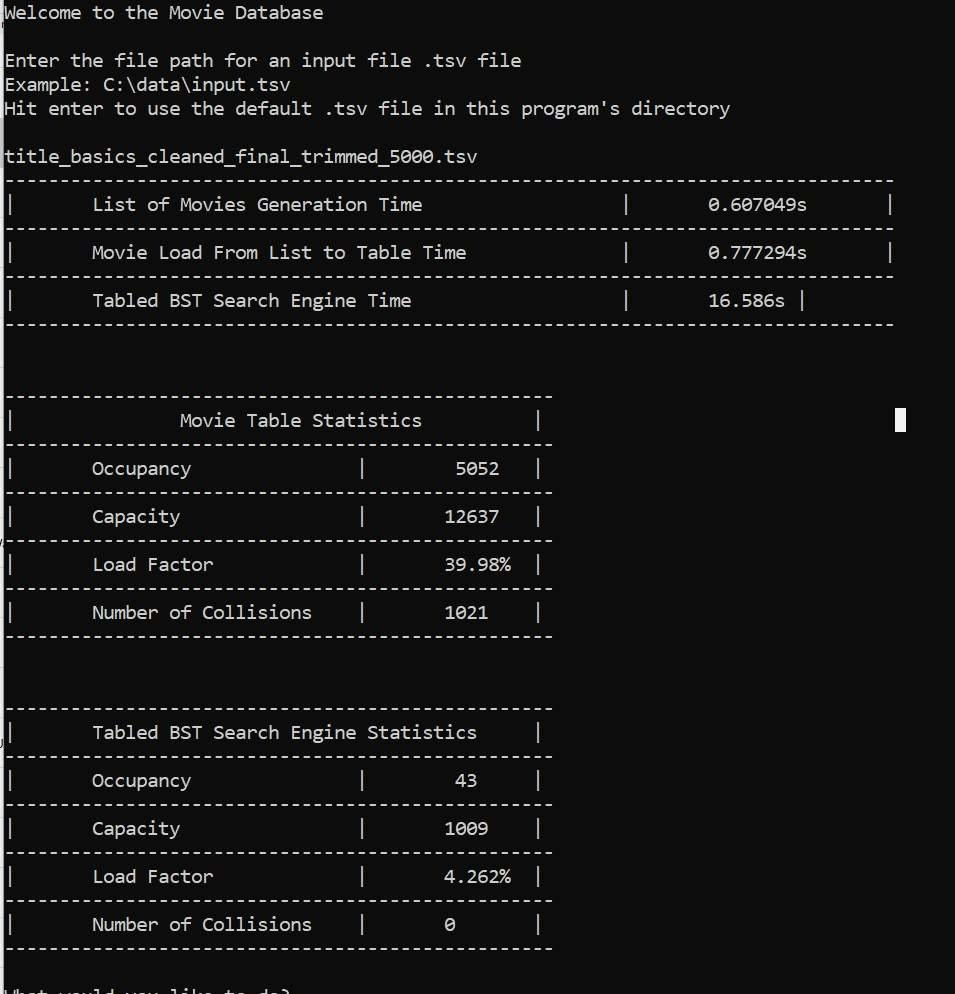 Welcome to the Movie Database
Enter the file path for an input file .tsv file
Example: C:\data\input.tsv
Hit enter to use the default .tsv file in this program's directory
title_basics_cleaned_final_trimmed_5000.tsv
| List of Movies Generation Time | 0.607049s |
| Movie Load From List to Table Time | 0.777294s |
| Tabled BST Search Engine Time | 16.586s |
| Movie Table Statistics |
| Occupancy | 5052 |
| Capacity | 12637 |
| Load Factor | 39.98% |
| Number of Collisions | 1021 |
| Tabled BST Search Engine Statistics |
| Occupancy | 43 |
| Capacity | 1009 |
| Load Factor | 4.262% |
| Number of Collisions | 0 |
What would you like to do?